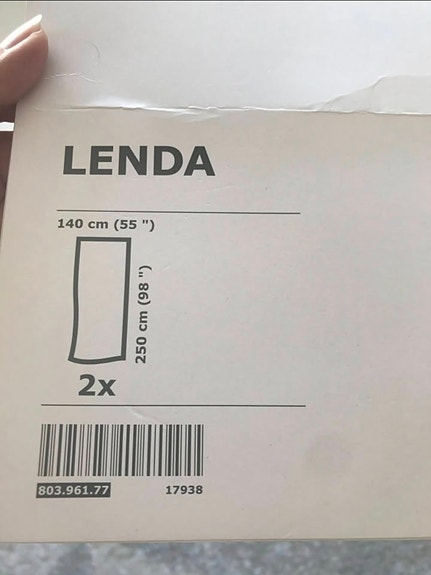 LENDA
140 cm (55 ")
250 cm (98 ")
2x
803.961.77 17938